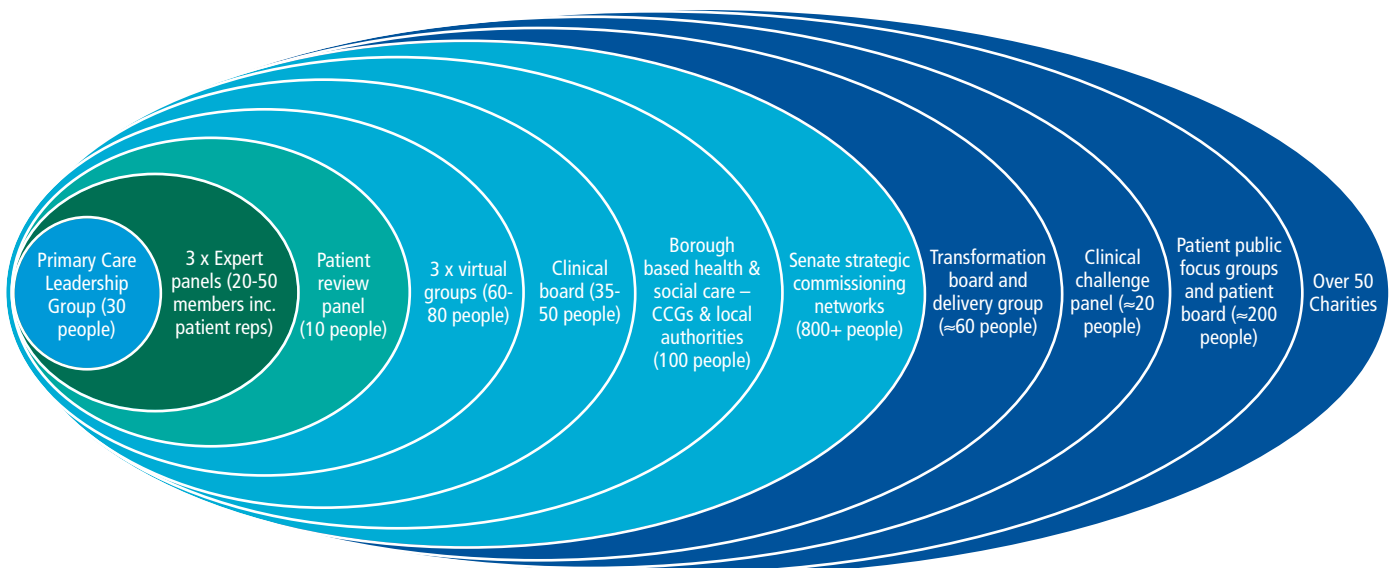 Primary Care
Leadership
Group (30
people)
3 x Expert
panels (20-50
members inc.
patient reps)
Patient
review
panel
(10 people)
3 x virtual
groups (60-
80 people)
Clinical
board (35-
50 people)
Borough
based health &
social care –
CCGs & local
authorities
(100 people)
Senate strategic
commissioning
networks
(800+ people)
Transformation
board and
delivery group
(≈60 people)
Clinical
challenge
panel (≈20
people)
Patient public
focus groups
and patient
board (≈200
people)
Over 50
Charities